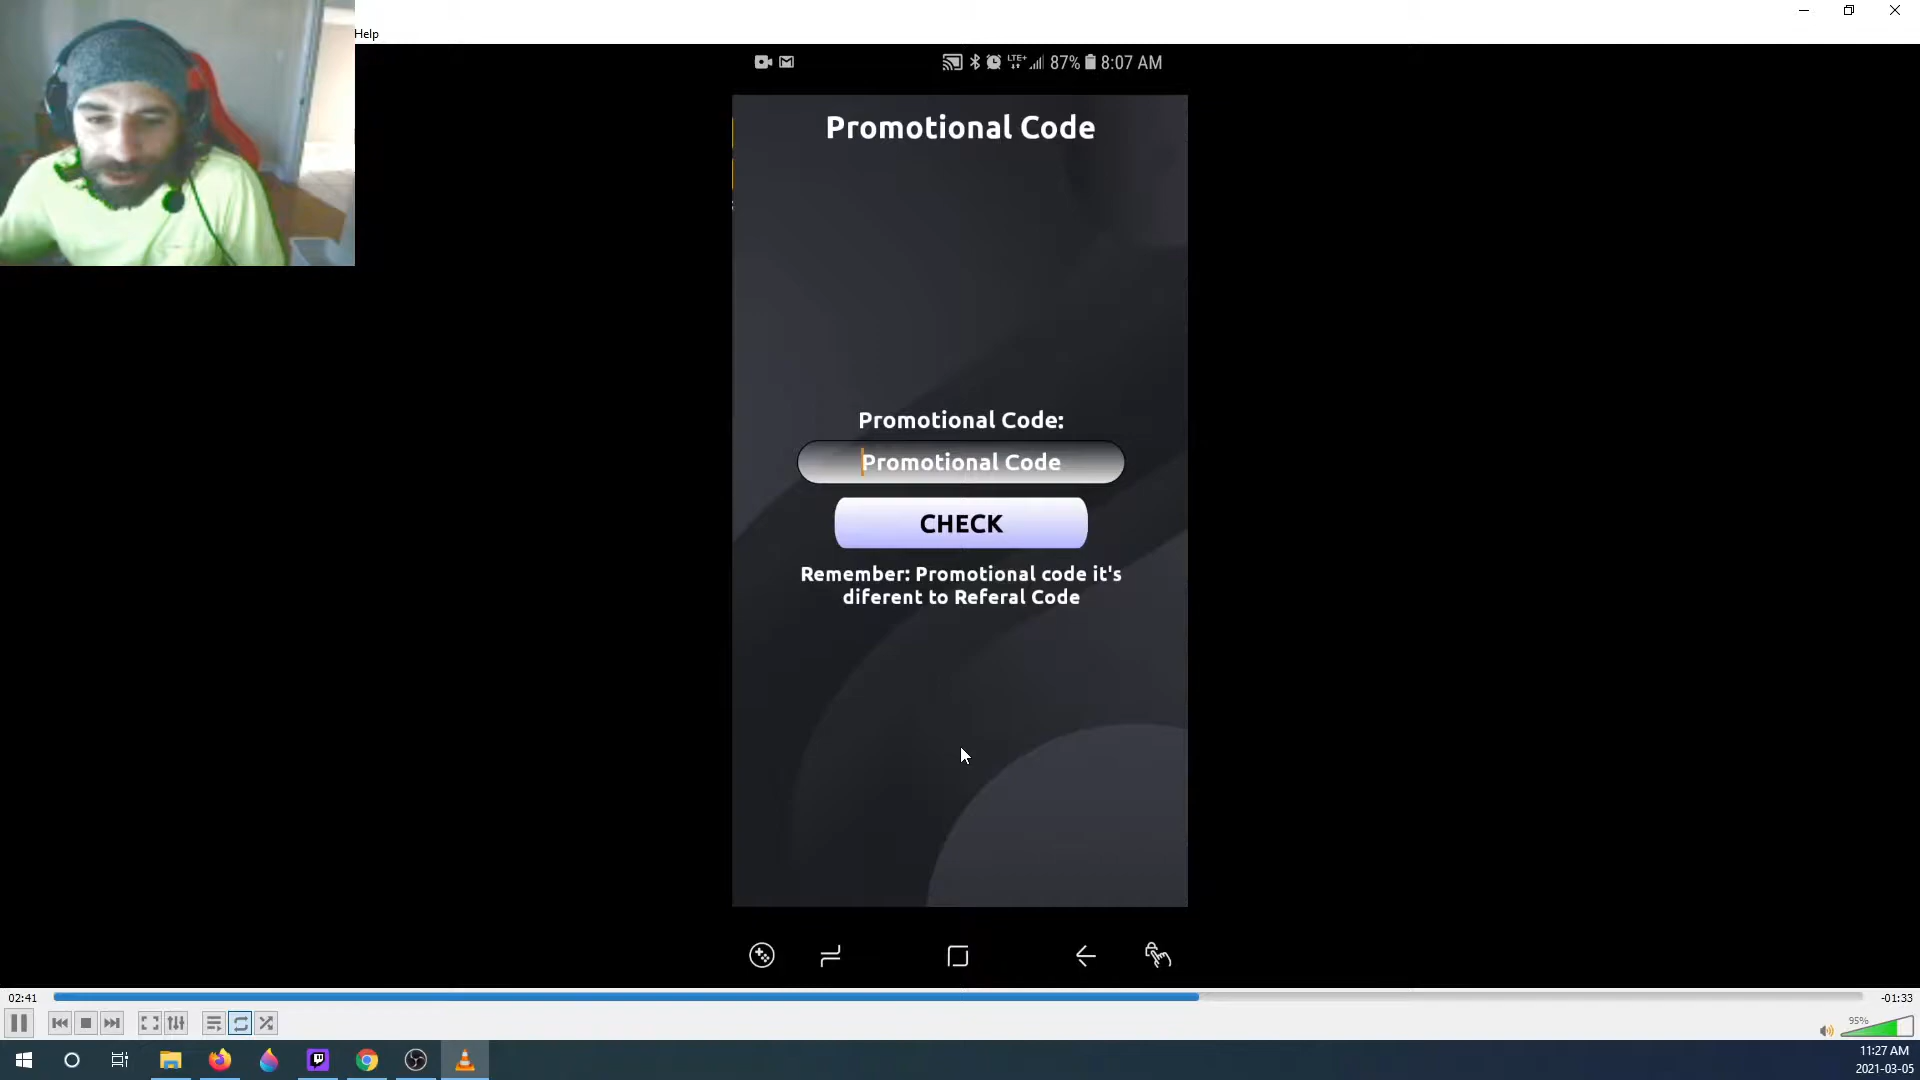 Help
LTE+ 87% 8:07 AM
Promotional Code
Promotional Code:
Promotional Code
CHECK
Remember: Promotional code it's
diferent to Referal Code
02:41
-01:33
95%
11:27 AM
2021-03-05